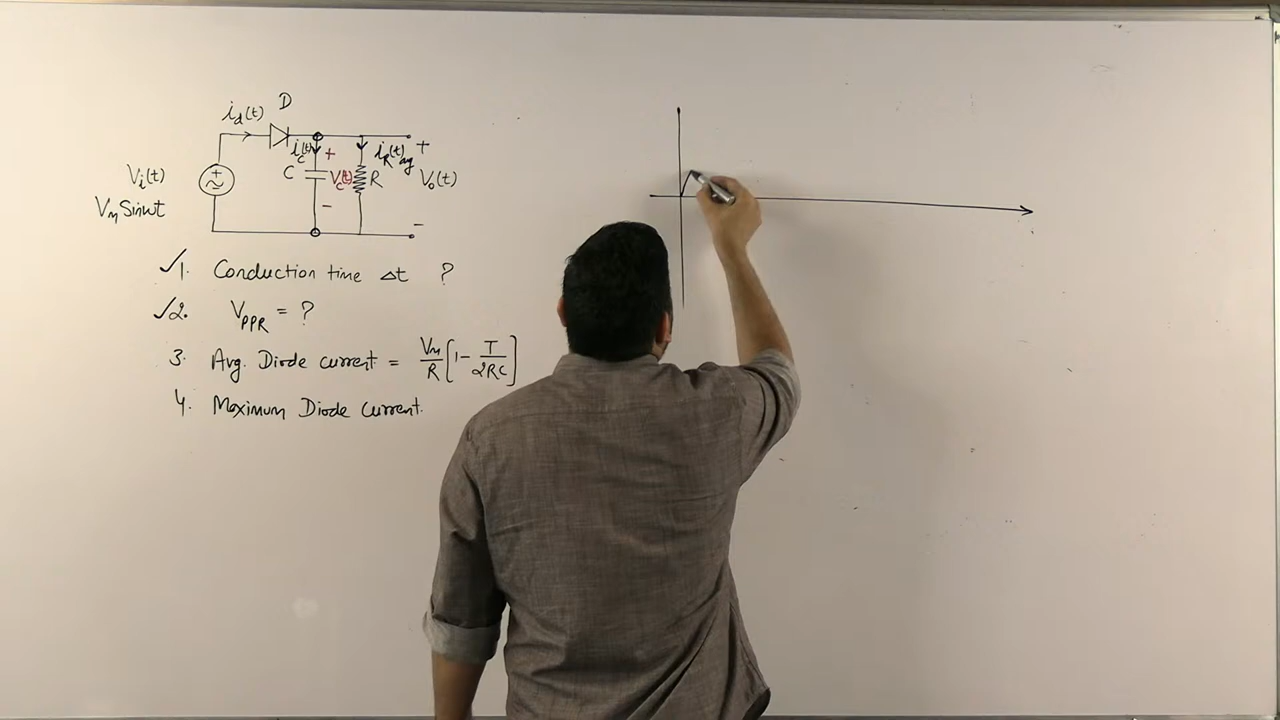 D
i_d(t)
i_c(t)
+
i_R(t) avg
+
V_i(t)
C
V_c(t)
R
V_o(t)
V_M Sinωt
-
-
✓1. Conduction time Δt ?
✓2. V_PPR = ?
3. Avg. Diode current = V_M/R [1 - T/2RC]
4. Maximum Diode current.